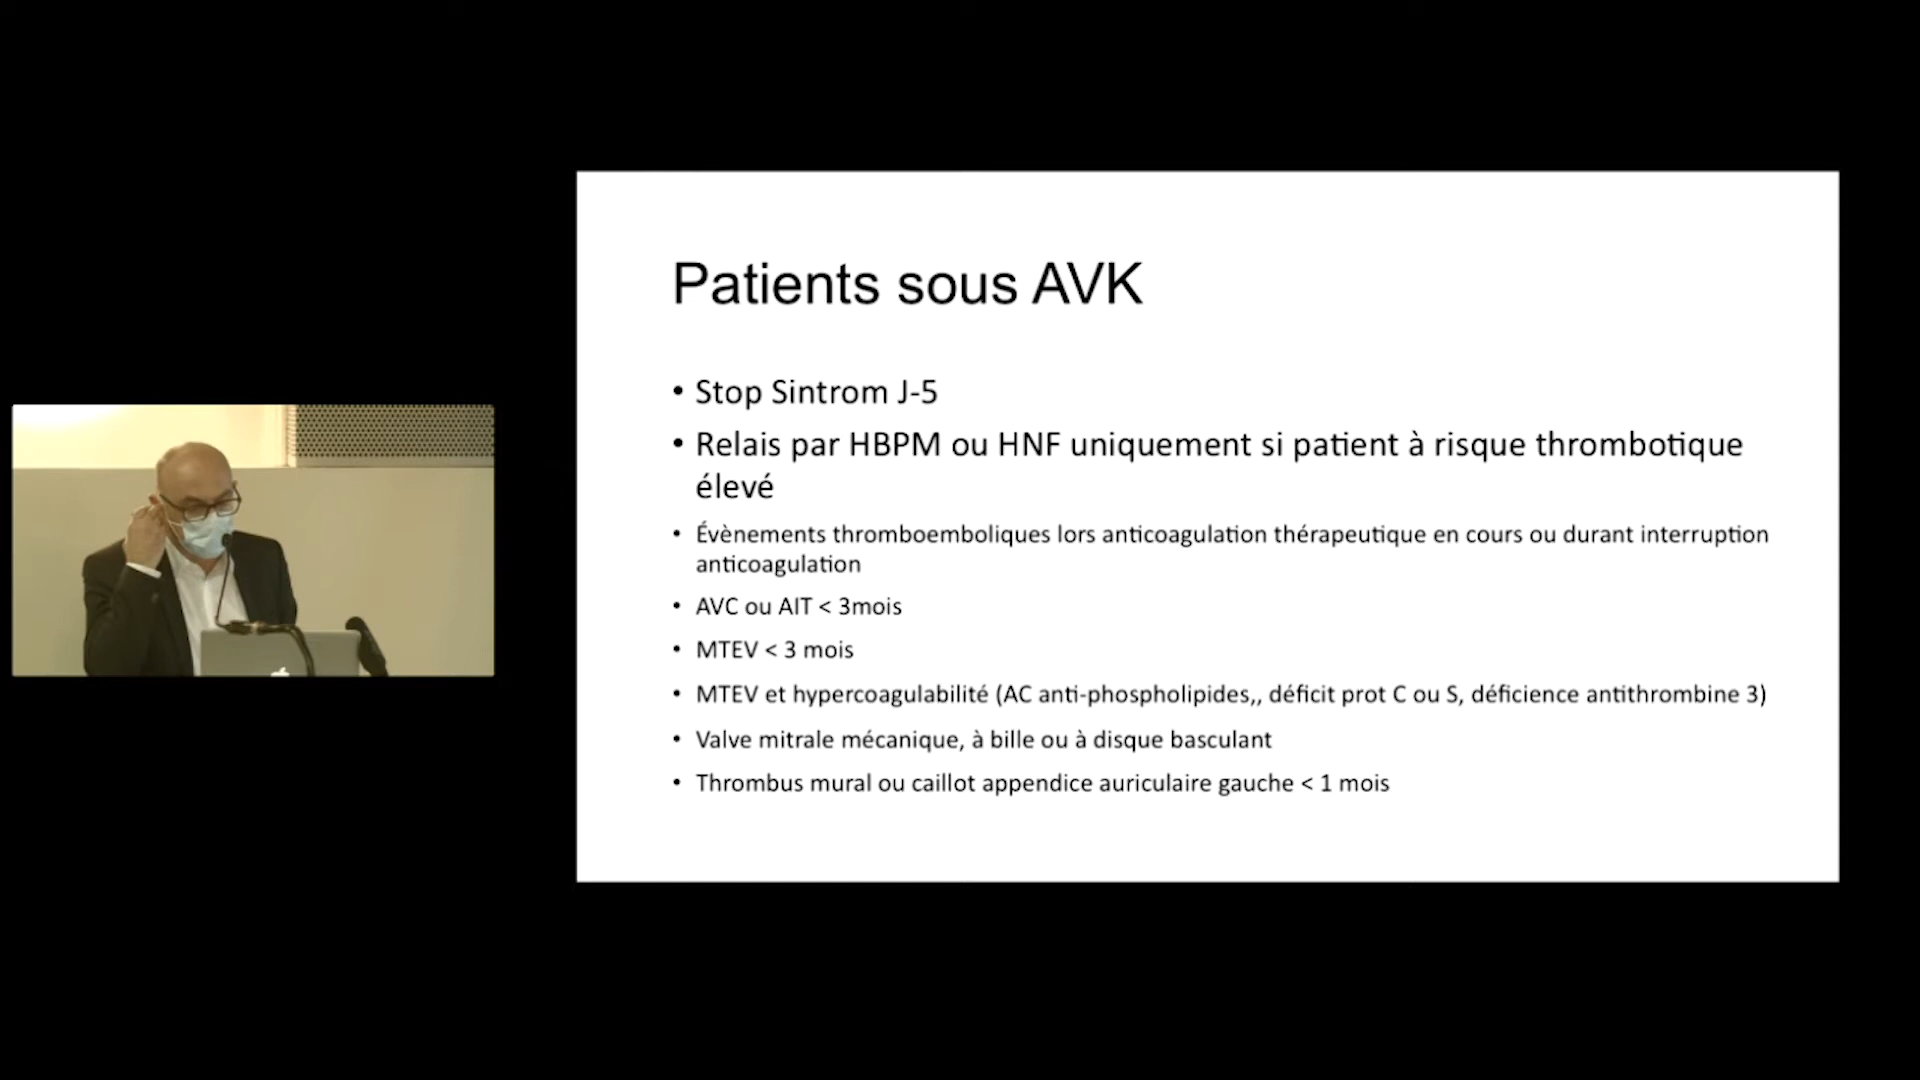 Patients sous AVK
• Stop Sintrom J-5
• Relais par HBPM ou HNF uniquement si patient à risque thrombotique
élevé
• Évènements thromboemboliques lors anticoagulation thérapeutique en cours ou durant interruption
anticoagulation
• AVC ou AIT < 3mois
• MTEV < 3 mois
• MTEV et hypercoagulabilité (AC anti-phospholipides,, déficit prot C ou S, déficience antithrombine 3)
• Valve mitrale mécanique, à bille ou à disque basculant
• Thrombus mural ou caillot appendice auriculaire gauche < 1 mois